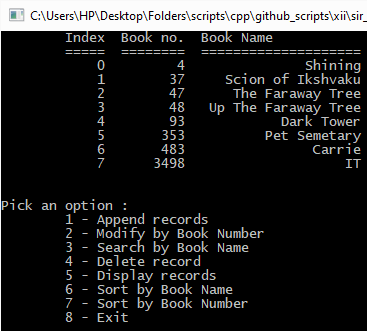 C:\Users\HP\Desktop\Folders\scripts\cpp\github_scripts\xii\sir_
Index Book no. Book Name
===== ======== ====================
0 4 Shining
1 37 Scion of Ikshvaku
2 47 The Faraway Tree
3 48 Up The Faraway Tree
4 93 Dark Tower
5 353 Pet Semetary
6 483 Carrie
7 3498 IT
Pick an option :
1 - Append records
2 - Modify by Book Number
3 - Search by Book Name
4 - Delete record
5 - Display records
6 - Sort by Book Name
7 - Sort by Book Number
8 - Exit